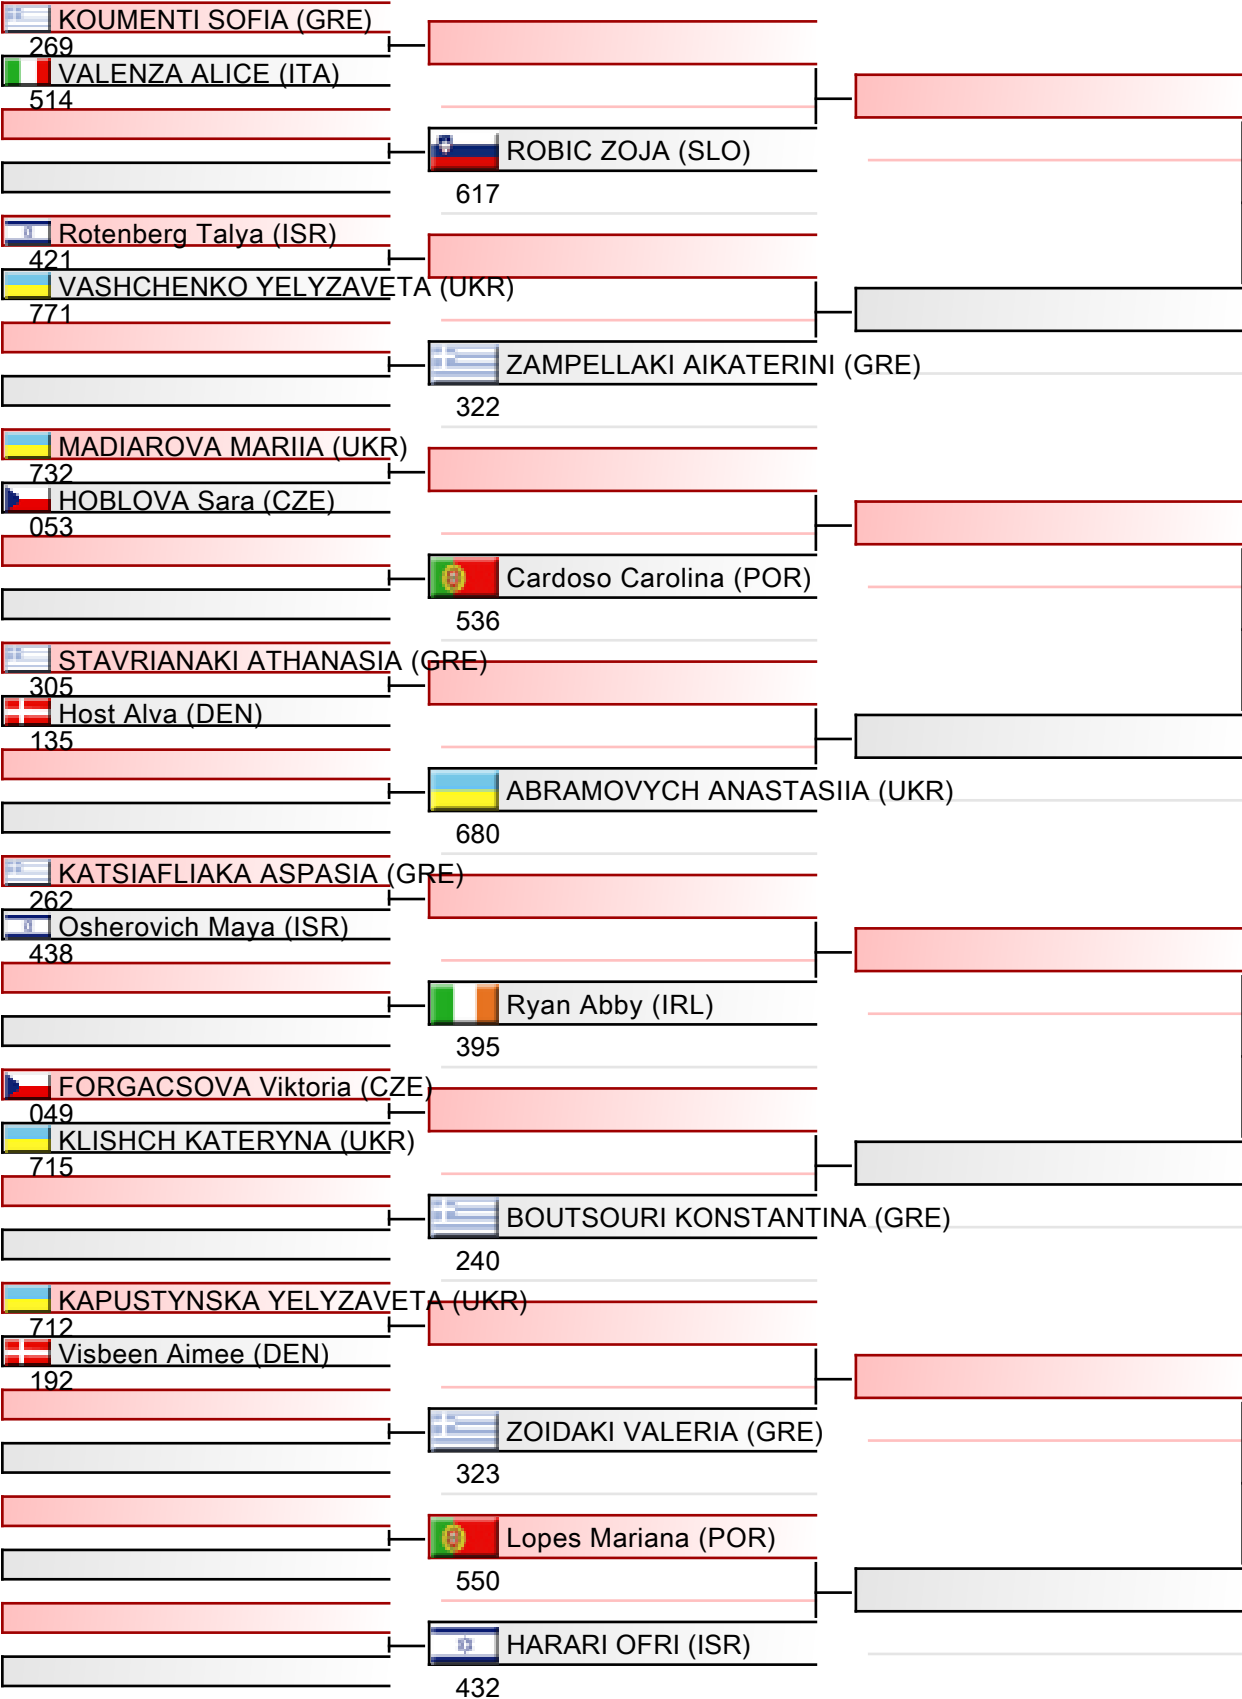 KOUMENTI SOFIA (GRE)
269
VALENZA ALICE (ITA)
514
ROBIC ZOJA (SLO)
617
Rotenberg Talya (ISR)
421
VASHCHENKO YELYZAVETA (UKR)
771
ZAMPELLAKI AIKATERINI (GRE)
322
MADIAROVA MARIIA (UKR)
732
HOBLOVA Sara (CZE)
053
Cardoso Carolina (POR)
536
STAVRIANAKI ATHANASIA (GRE)
305
Host Alva (DEN)
135
ABRAMOVYCH ANASTASIIA (UKR)
680
KATSIAFLIAKA ASPASIA (GRE)
262
Osherovich Maya (ISR)
438
Ryan Abby (IRL)
395
FORGACSOVA Viktoria (CZE)
049
KLISHCH KATERYNA (UKR)
715
BOUTSOURI KONSTANTINA (GRE)
240
KAPUSTYNSKA YELYZAVETA (UKR)
712
Visbeen Aimee (DEN)
192
ZOIDAKI VALERIA (GRE)
323
Lopes Mariana (POR)
550
HARARI OFRI (ISR)
432